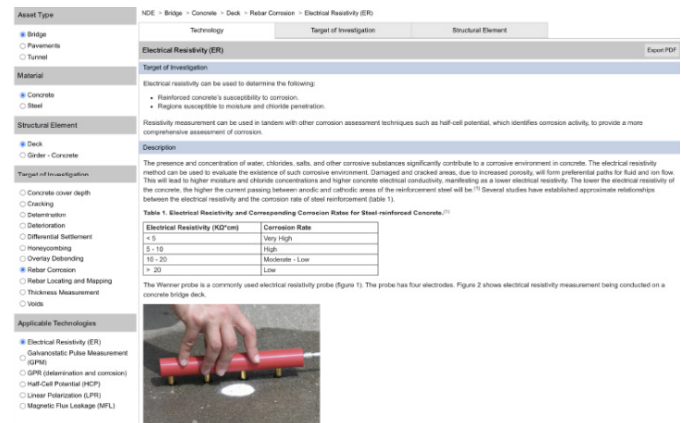 Asset Type
Bridge
Pavements
Tunnel
Material
Concrete
Steel
Structural Element
Deck
Girder - Concrete
Target of Investigation
Concrete cover depth
Cracking
Delamination
Deterioration
Differential Settlement
Honeycombing
Overlay Debonding
Rebar Corrosion
Rebar Locating and Mapping
Thickness Measurement
Voids
Applicable Technologies
Electrical Resistivity (ER)
Galvanostatic Pulse Measurement
(GPM)
GPR (delamination and corrosion)
Half-Cell Potential (HCP)
Linear Polarization (LPR)
Magnetic Flux Leakage (MFL)
NDE > Bridge > Concrete > Deck > Rebar Corrosion > Electrical Resistivity (ER)
Technology Target of Investigation Structural Element
Electrical Resistivity (ER) Export PDF
Target of Investigation
Electrical resistivity can be used to determine the following:
• Reinforced concrete's susceptibility to corrosion.
• Regions susceptible to moisture and chloride penetration.
Resistivity measurement can be used in tandem with other corrosion assessment techniques such as half-cell potential, which identifies corrosion activity, to provide a more
comprehensive assessment of corrosion.
Description
The presence and concentration of water, chlorides, salts, and other corrosive substances significantly contribute to a corrosive environment in concrete. The electrical resistivity
method can be used to evaluate the existence of such corrosive environment. Damaged and cracked areas, due to increased porosity, will form preferential paths for fluid and ion flow.
This will lead to higher moisture and chloride concentrations and higher concrete electrical conductivity, manifesting as a lower electrical resistivity. The lower the electrical resistivity of
the concrete, the higher the current passing between anodic and cathodic areas of the reinforcement steel will be.[1] Several studies have established approximate relationships
between the electrical resistivity and the corrosion rate of steel reinforcement (table 1).
Table 1. Electrical Resistivity and Corresponding Corrosion Rates for Steel-reinforced Concrete.[1]
Electrical Resistivity (KΩ*cm) Corrosion Rate
< 5 Very High
5 - 10 High
10 - 20 Moderate - Low
> 20 Low
The Wenner probe is a commonly used electrical resistivity probe (figure 1). The probe has four electrodes. Figure 2 shows electrical resistivity measurement being conducted on a
concrete bridge deck.